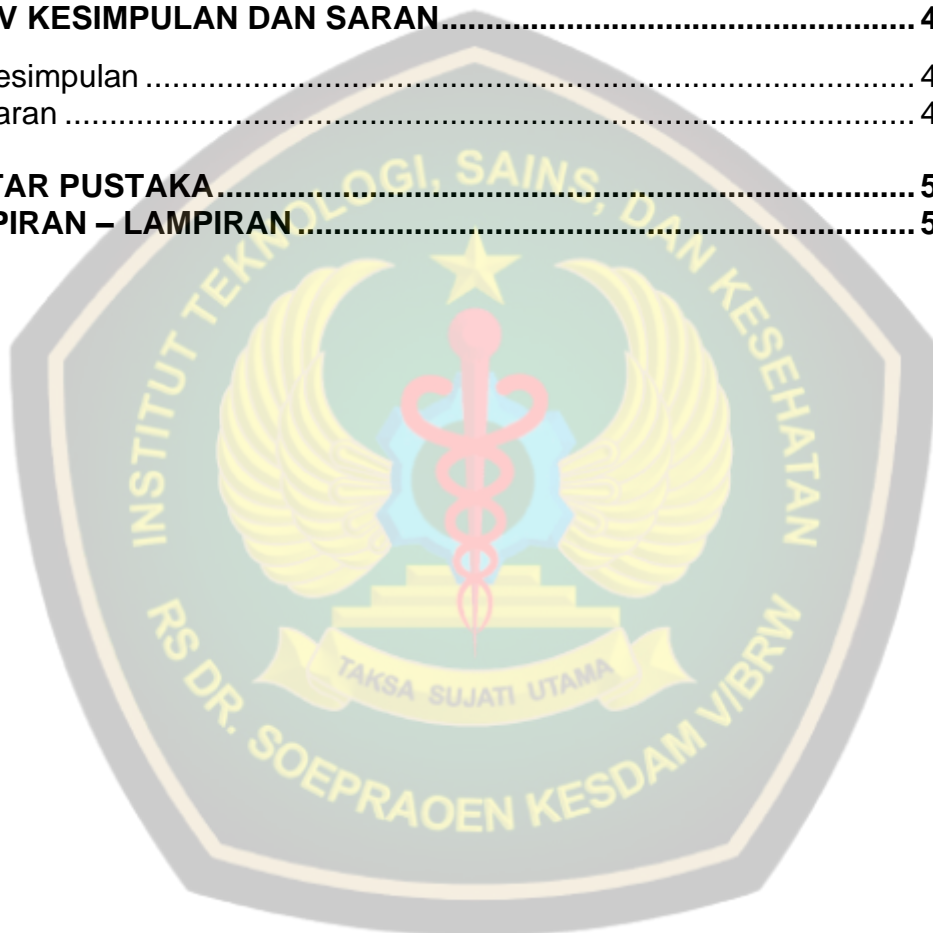 V KESIMPULAN DAN SARAN........................................................ 4
esimpulan ..................................................................................... 4
aran .............................................................................................. 4
TAR PUSTAKA............................................................................. 5
PIRAN – LAMPIRAN.................................................................... 5
INSTITUT TEKNOLOGI, SAINS, DAN KESEHATAN
TAKSA SUJATI UTAMA
RS DR. SOEPRAOEN KESDAM V/BRW